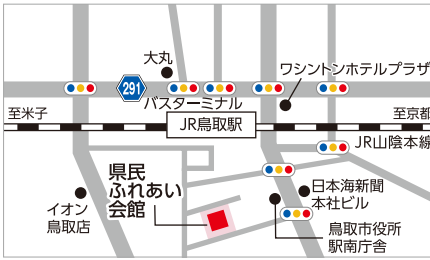 大丸
291
ワシントンホテルプラザ
バスターミナル
至米子
至京都
JR鳥取駅
JR山陰本線
県民
ふれあい
会館
イオン
鳥取店
日本海新聞
本社ビル
鳥取市役所
駅南庁舎